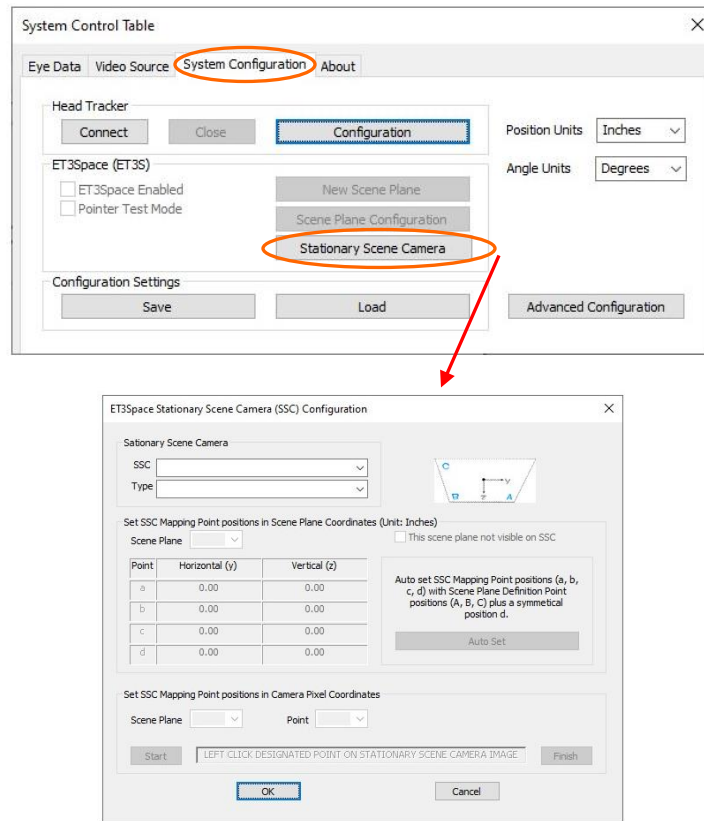 System Control Table
Eye Data Video Source System Configuration About
Head Tracker
Connect Close Configuration
Position Units Inches
ET3Space (ET3S)
Angle Units Degrees
ET3Space Enabled New Scene Plane
Pointer Test Mode
Scene Plane Configuration
Stationary Scene Camera
Configuration Settings
Save Load Advanced Configuration
ET3Space Stationary Scene Camera (SSC) Configuration
Sationary Scene Camera
SSC
Type
C
y
B z A
Set SSC Mapping Point positions in Scene Plane Coordinates (Unit: Inches)
Scene Plane
This scene plane not visible on SSC
Point Horizontal (y) Vertical (z)
a 0.00 0.00
b 0.00 0.00
c 0.00 0.00
d 0.00 0.00
Auto set SSC Mapping Point positions (a, b,
c, d) with Scene Plane Definition Point
positions (A, B, C) plus a symmetical
position d.
Auto Set
Set SSC Mapping Point positions in Camera Pixel Coordinates
Scene Plane Point
Start LEFT CLICK DESIGNATED POINT ON STATIONARY SCENE CAMERA IMAGE Finish
OK Cancel